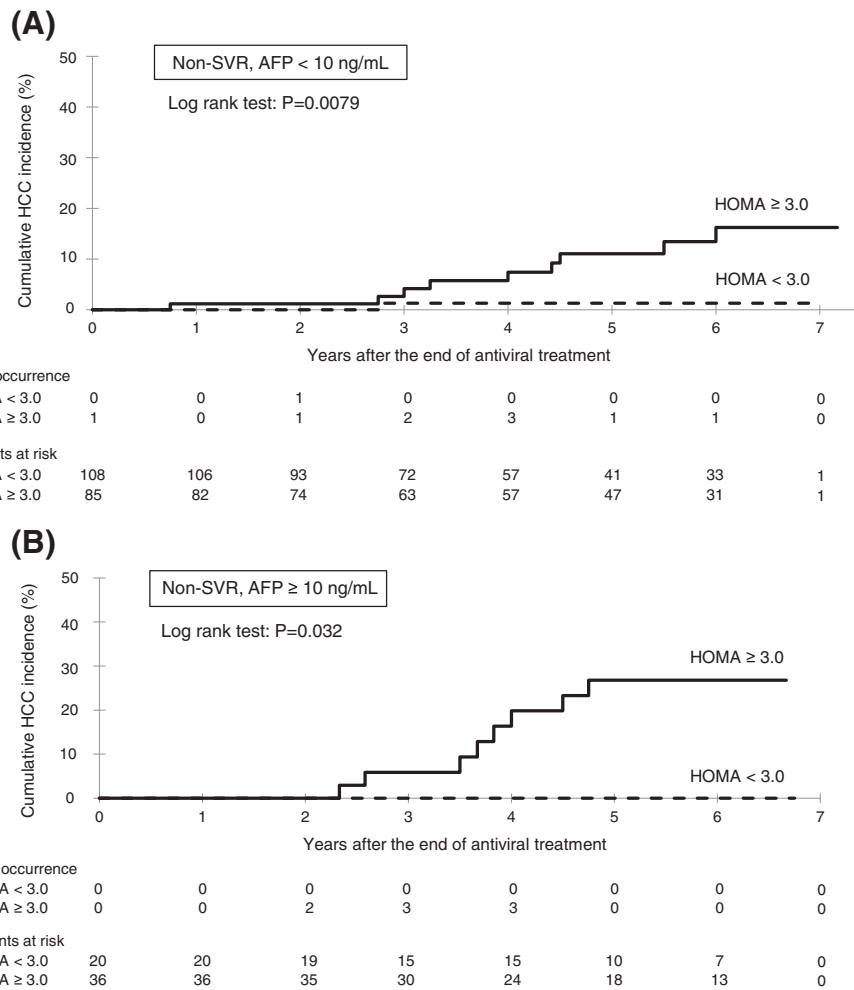 (A)
Non-SVR, AFP < 10 ng/mL
Log rank test: P=0.0079
Cumulative HCC incidence (%)
50
40
30
20
10
0
HOMA ≥ 3.0
HOMA < 3.0
0 1 2 3 4 5 6 7
Years after the end of antiviral treatment
occurrence
A < 3.0 0 0 1 0 0 0 0 0
A ≥ 3.0 1 0 1 2 3 1 1 0
ts at risk
A < 3.0 108 106 93 72 57 41 33 1
A ≥ 3.0 85 82 74 63 57 47 31 1
(B)
Non-SVR, AFP ≥ 10 ng/mL
Log rank test: P=0.032
Cumulative HCC incidence (%)
50
40
30
20
10
0
HOMA ≥ 3.0
HOMA < 3.0
0 1 2 3 4 5 6 7
Years after the end of antiviral treatment
occurrence
A < 3.0 0 0 0 0 0 0 0 0
A ≥ 3.0 0 0 2 3 3 0 0 0
nts at risk
A < 3.0 20 20 19 15 15 10 7 0
A ≥ 3.0 36 36 35 30 24 18 13 0